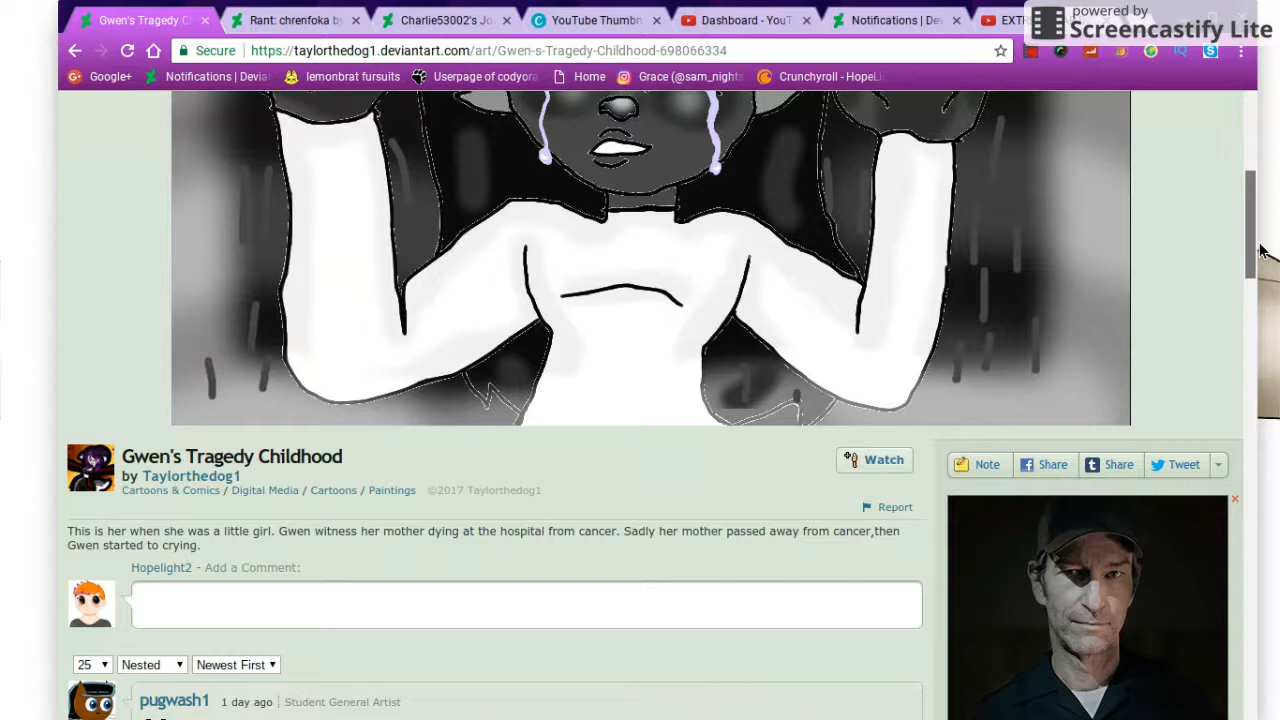 powered by
Screencastify Lite
Gwen's Tragedy C
Rant: chrenfoka by
Charlie53002's Jo
YouTube Thumbn
Dashboard - YouT
Notifications | Dev
EXT
Secure
https://taylorthedog1.deviantart.com/art/Gwen-s-Tragedy-Childhood-698066334
Google+
Notifications | Devia
lemonbrat fursuits
Userpage of codyora
Home
Grace (@sam_nights
Crunchyroll - HopeLi
Gwen's Tragedy Childhood
by Taylorthedog1
Cartoons & Comics / Digital Media / Cartoons / Paintings ©2017 Taylorthedog1
Watch
Report
Note
Share
Share
Tweet
This is her when she was a little girl. Gwen witness her mother dying at the hospital from cancer. Sadly her mother passed away from cancer,then
Gwen started to crying.
Hopelight2 - Add a Comment:
25
Nested
Newest First
pugwash1 1 day ago | Student General Artist